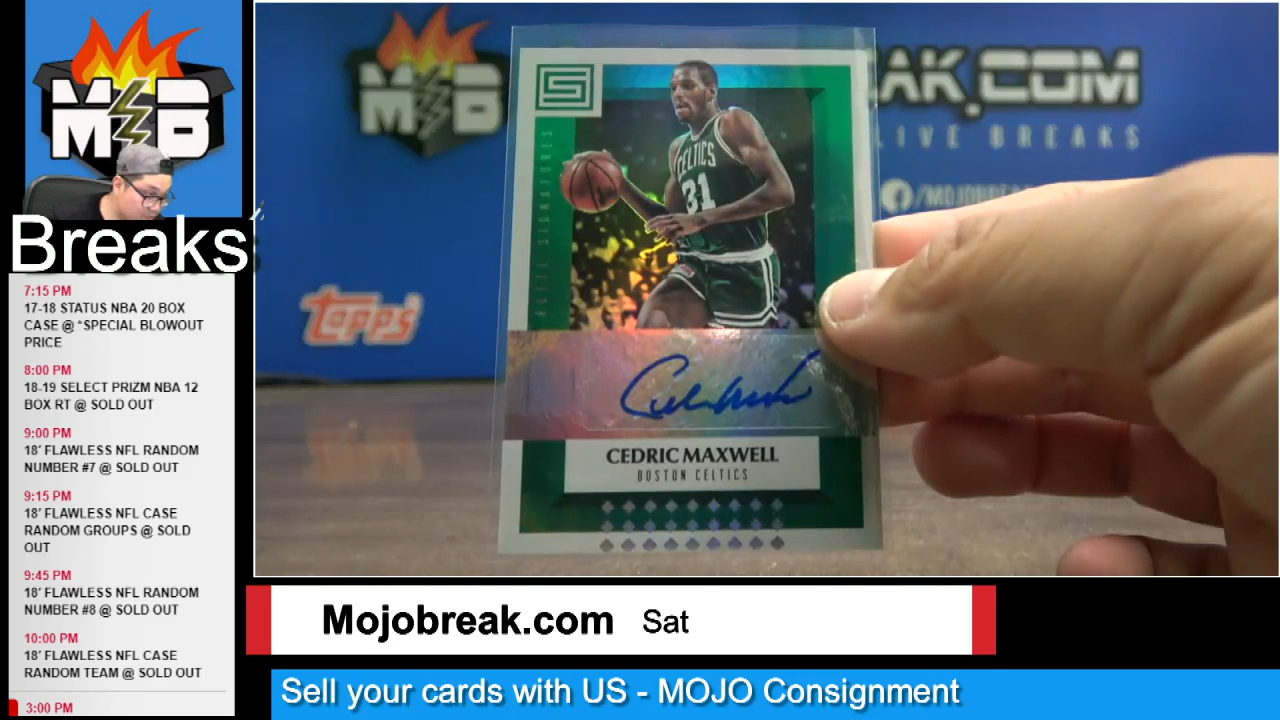 M B
Breaks
7:15 PM
17-18 STATUS NBA 20 BOX
CASE @ *SPECIAL BLOWOUT
PRICE
8:00 PM
18-19 SELECT PRIZM NBA 12
BOX RT @ SOLD OUT
9:00 PM
18' FLAWLESS NFL RANDOM
NUMBER #7 @ SOLD OUT
9:15 PM
18' FLAWLESS NFL CASE
RANDOM GROUPS @ SOLD
OUT
9:45 PM
18' FLAWLESS NFL RANDOM
NUMBER #8 @ SOLD OUT
10:00 PM
18' FLAWLESS NFL CASE
RANDOM TEAM @ SOLD OUT
3:00 PM
M B
AK.COM
LIVE BREAKS
/MOJOBREA
TOPPS
S
SIGNATURES
CELTICS
31
CEDRIC MAXWELL
BOSTON CELTICS
Mojobreak.com Sat
Sell your cards with US - MOJO Consignment